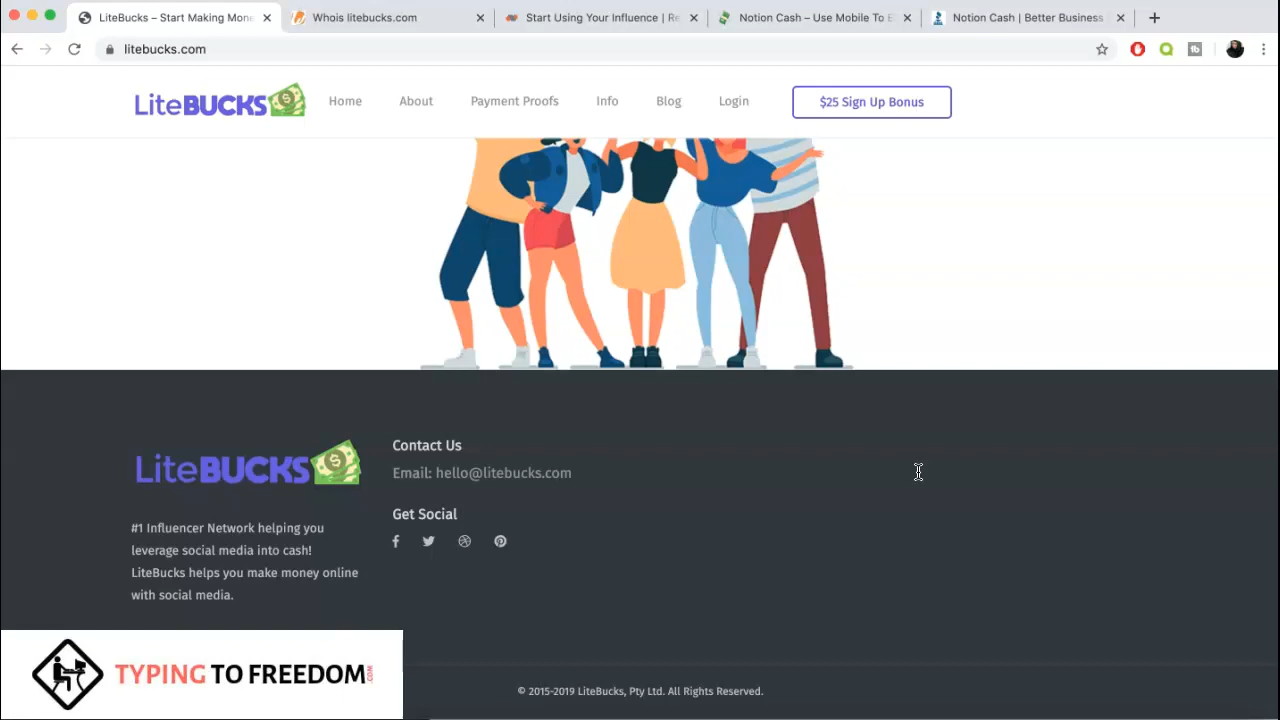 LiteBucks – Start Making Mon
Whois litebucks.com
Start Using Your Influence | R
Notion Cash – Use Mobile To E
Notion Cash | Better Business
litebucks.com
LiteBUCKS
Home
About
Payment Proofs
Info
Blog
Login
$25 Sign Up Bonus
LiteBUCKS
#1 Influencer Network helping you
leverage social media into cash!
LiteBucks helps you make money online
with social media.
Contact Us
Email: hello@litebucks.com
Get Social
TYPING TO FREEDOM.COM
© 2015-2019 LiteBucks, Pty Ltd. All Rights Reserved.